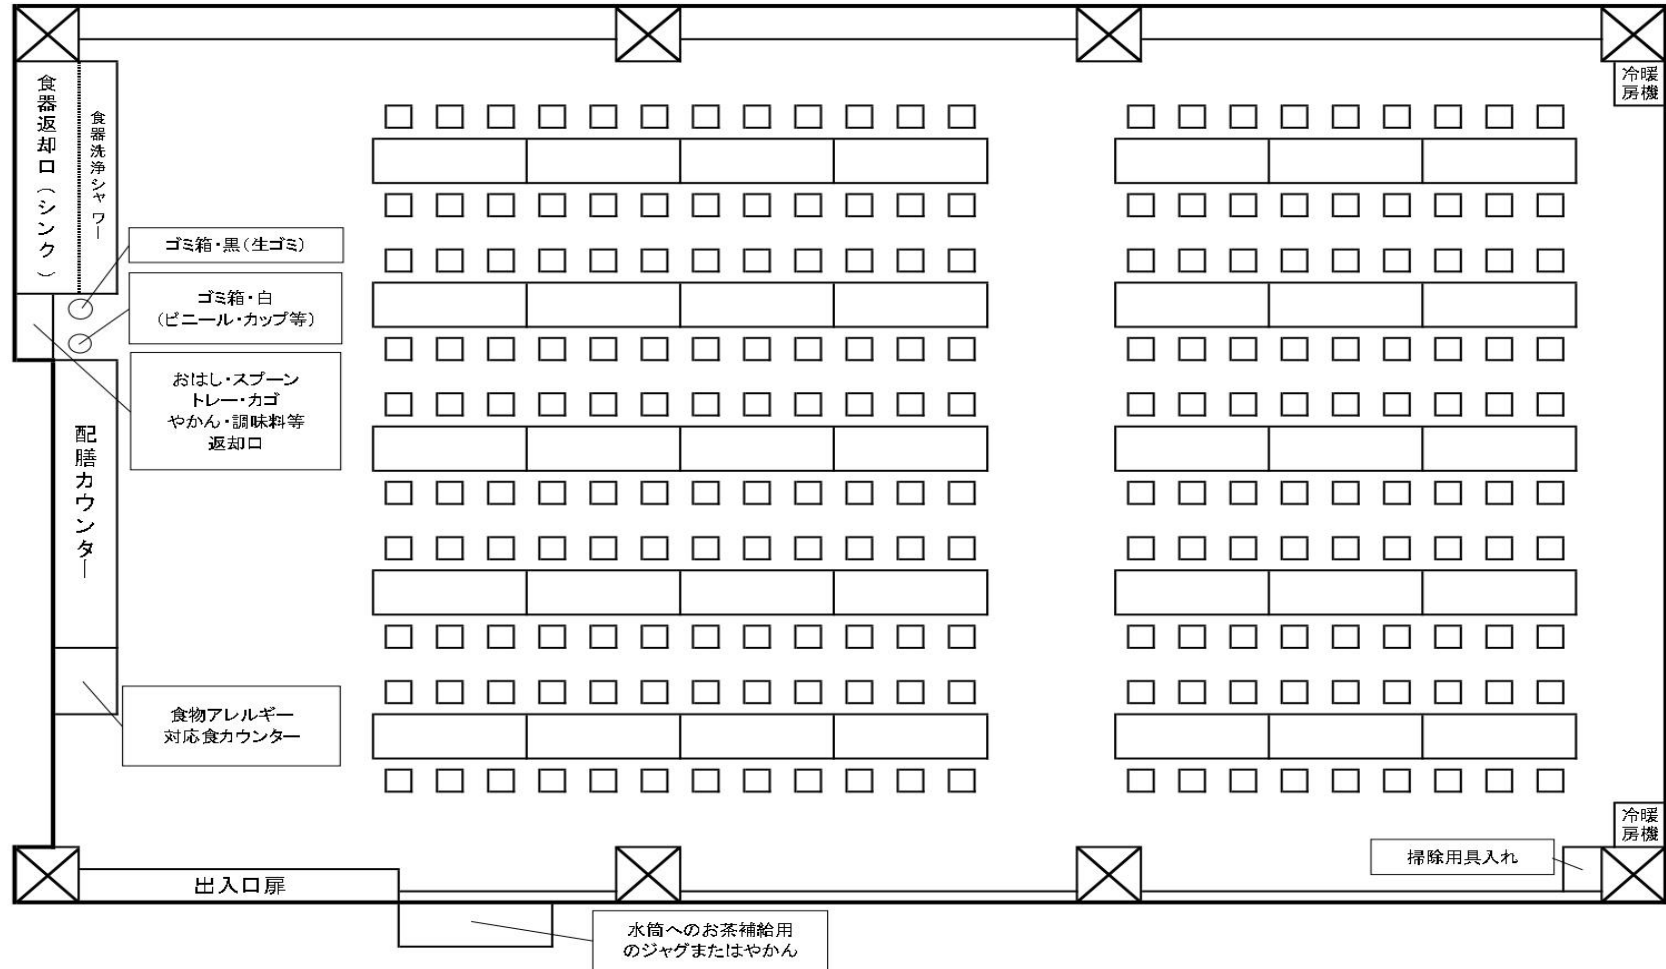 食器返却口（シンク）
食器洗浄シャワー
冷暖
房機
ゴミ箱・黒（生ゴミ）
ゴミ箱・白
（ビニール・カップ等）
おはし・スプーン
トレー・カゴ
やかん・調味料等
返却口
配膳カウンター
食物アレルギー
対応食カウンター
冷暖
房機
掃除用具入れ
出入口扉
水筒へのお茶補給用
のジャグまたはやかん